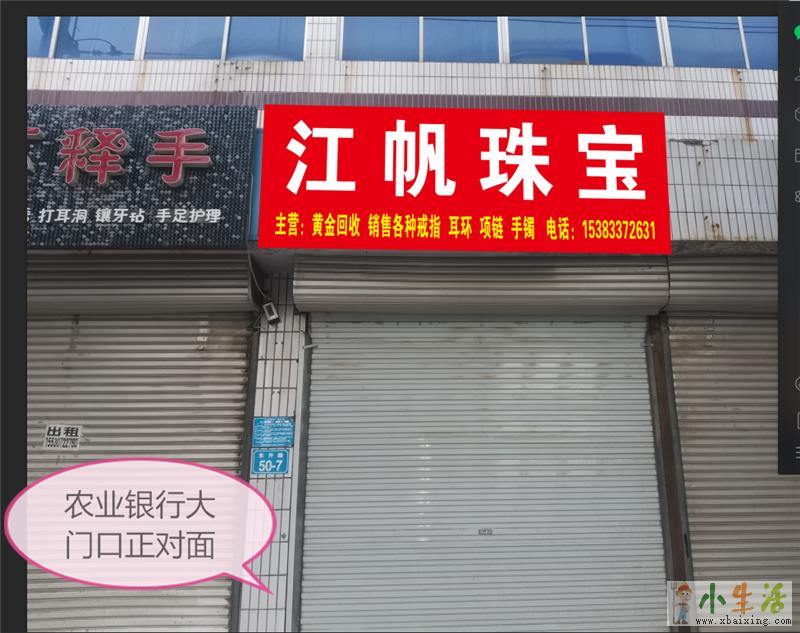 释手
打耳洞 镶牙钻 手足护理
江帆珠宝
主营：黄金回收 销售各种戒指 耳环 项链 手镯 电话：15383372631
出租
15530722780
50-7
农业银行大
门口正对面
小生活
www.xbaixing.com